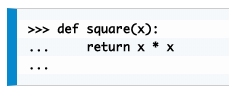 >>> def square(x):
...     return x * x
...